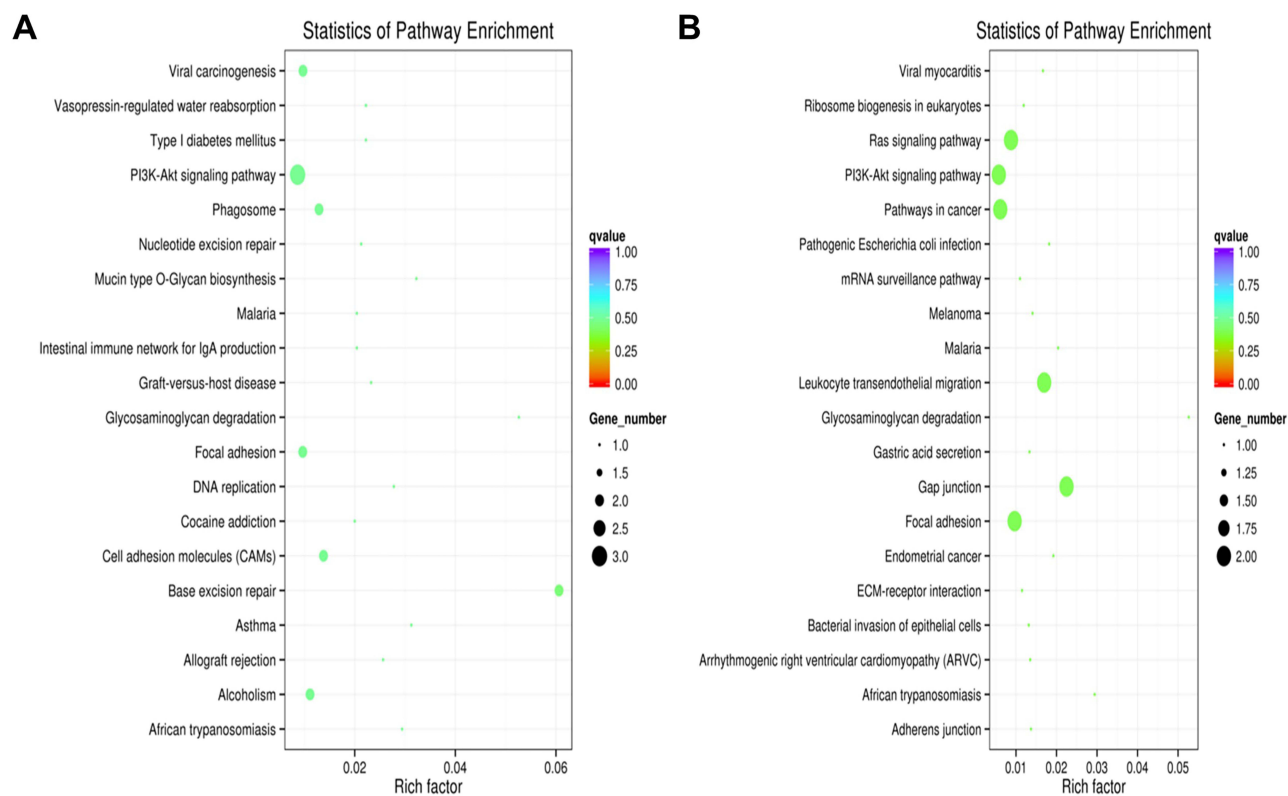 A
Statistics of Pathway Enrichment
Viral carcinogenesis
Vasopressin-regulated water reabsorption
Type I diabetes mellitus
PI3K-Akt signaling pathway
Phagosome
Nucleotide excision repair
Mucin type O-Glycan biosynthesis
Malaria
Intestinal immune network for IgA production
Graft-versus-host disease
Glycosaminoglycan degradation
Focal adhesion
DNA replication
Cocaine addiction
Cell adhesion molecules (CAMs)
Base excision repair
Asthma
Allograft rejection
Alcoholism
African trypanosomiasis
0.02 0.04 0.06
Rich factor
qvalue
1.00
0.75
0.50
0.25
0.00
Gene_number
1.0
1.5
2.0
2.5
3.0
B
Statistics of Pathway Enrichment
Viral myocarditis
Ribosome biogenesis in eukaryotes
Ras signaling pathway
PI3K-Akt signaling pathway
Pathways in cancer
Pathogenic Escherichia coli infection
mRNA surveillance pathway
Melanoma
Malaria
Leukocyte transendothelial migration
Glycosaminoglycan degradation
Gastric acid secretion
Gap junction
Focal adhesion
Endometrial cancer
ECM-receptor interaction
Bacterial invasion of epithelial cells
Arrhythmogenic right ventricular cardiomyopathy (ARVC)
African trypanosomiasis
Adherens junction
0.01 0.02 0.03 0.04 0.05
Rich factor
qvalue
1.00
0.75
0.50
0.25
0.00
Gene_number
1.00
1.25
1.50
1.75
2.00